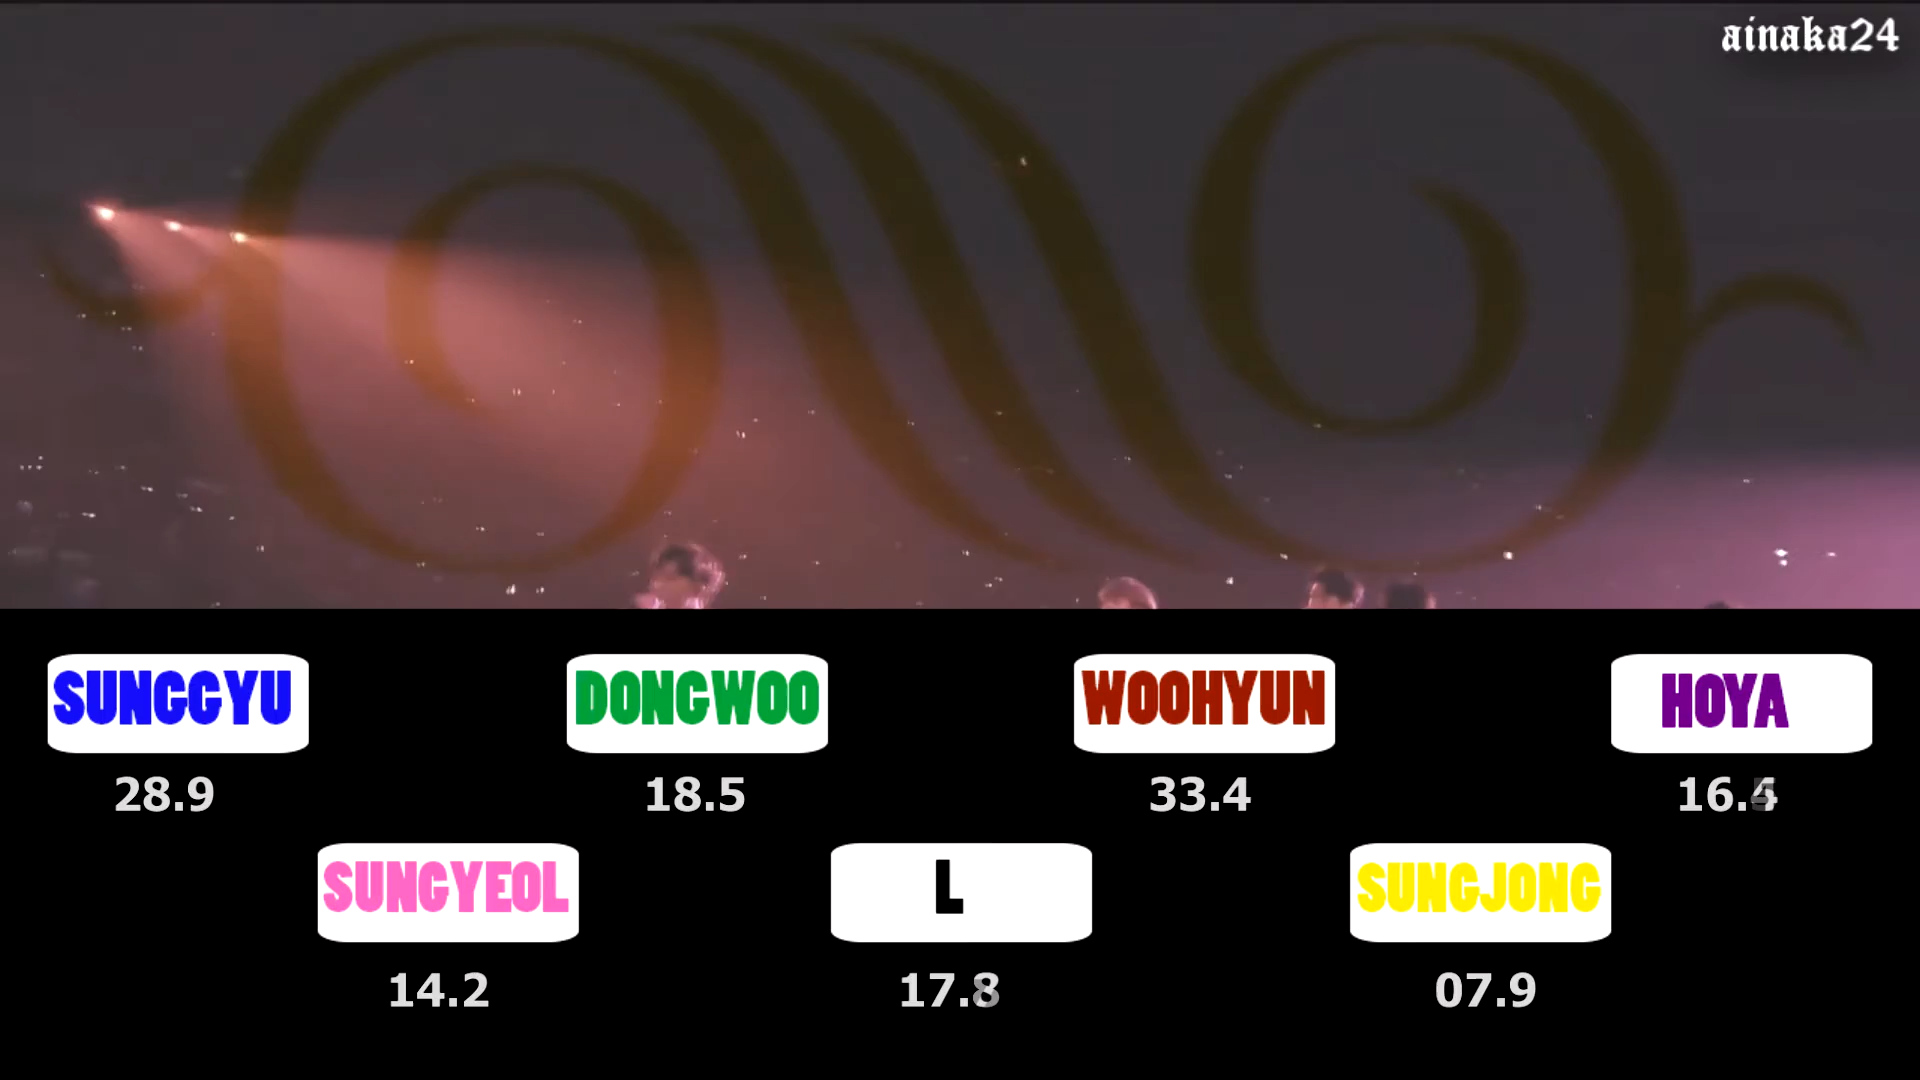 ainaka24
SUNGGYU DONGWOO WOOHYUN HOYA
28.9 18.5 33.4 16.4
SUNGYEOL L SUNGJONG
14.2 17.8 07.9